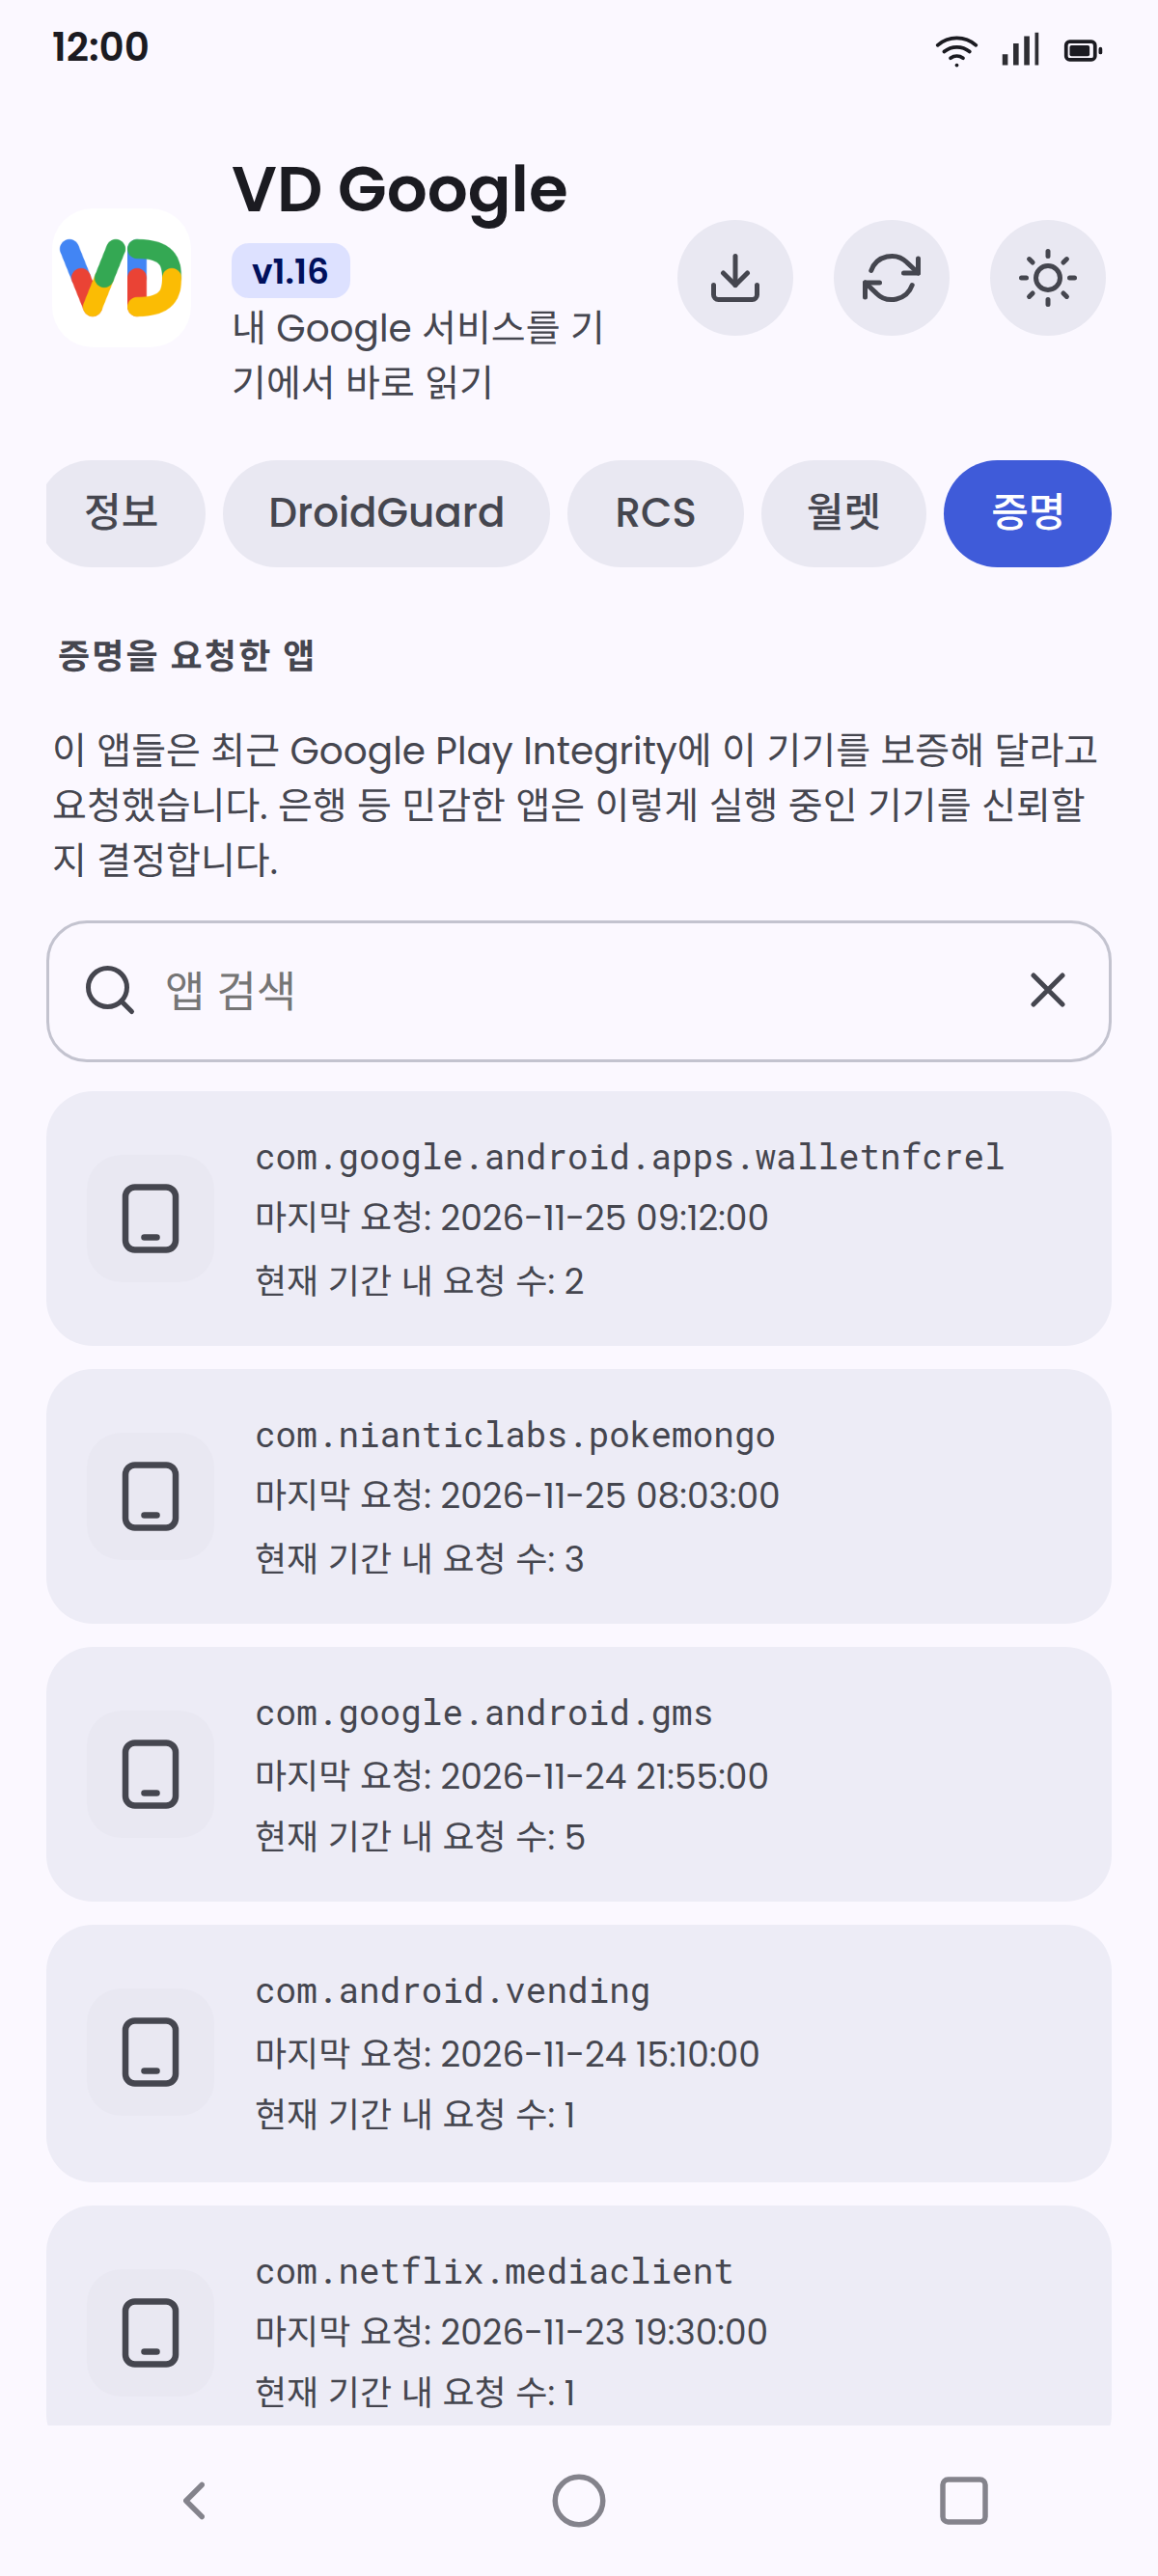 12:00
VD Google
v1.16
내 Google 서비스를 기
기에서 바로 읽기
정보
DroidGuard
RCS
월렛
증명
증명을 요청한 앱
이 앱들은 최근 Google Play Integrity에 이 기기를 보증해 달라고
요청했습니다. 은행 등 민감한 앱은 이렇게 실행 중인 기기를 신뢰할
지 결정합니다.
앱 검색
com.google.android.apps.walletnfcrel
마지막 요청: 2026-11-25 09:12:00
현재 기간 내 요청 수: 2
com.nianticlabs.pokemongo
마지막 요청: 2026-11-25 08:03:00
현재 기간 내 요청 수: 3
com.google.android.gms
마지막 요청: 2026-11-24 21:55:00
현재 기간 내 요청 수: 5
com.android.vending
마지막 요청: 2026-11-24 15:10:00
현재 기간 내 요청 수: 1
com.netflix.mediaclient
마지막 요청: 2026-11-23 19:30:00
현재 기간 내 요청 수: 1